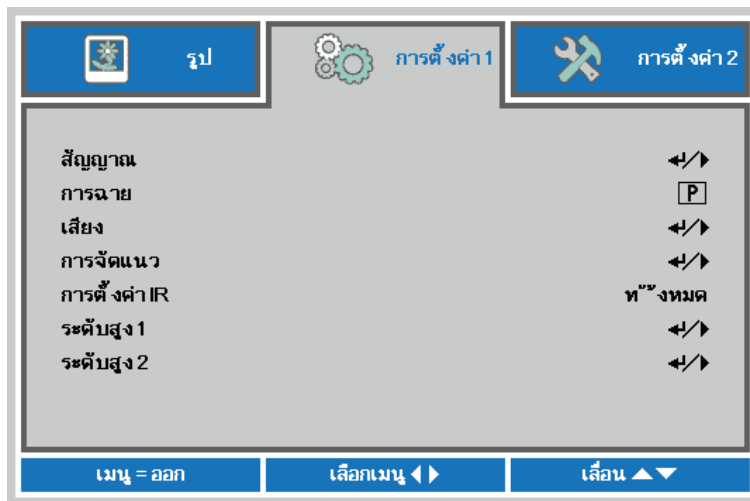 รูป
การตั้งค่า 1
การตั้งค่า 2
สัญญาณ
การฉาย P
เสียง
การจัดแนว
การตั้งค่า IR ทั้งหมด
ระดับสูง 1
ระดับสูง 2
เมนู = ออก
เลือกเมนู
เลื่อน